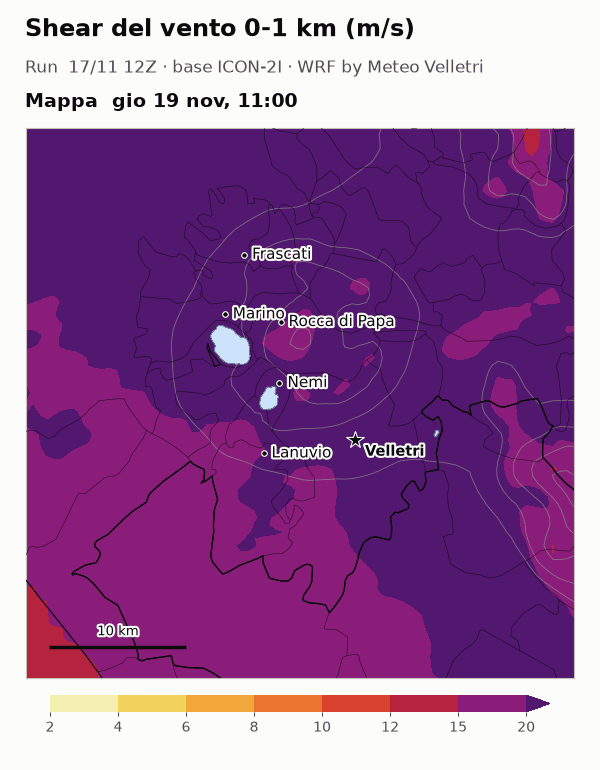 Shear del vento 0-1 km (m/s)
Run  17/11 12Z · base ICON-2I · WRF by Meteo Velletri
Mappa  gio 19 nov, 11:00
Frascati
Marino
Rocca di Papa
Nemi
Lanuvio
Velletri
10 km
2 4 6 8 10 12 15 20